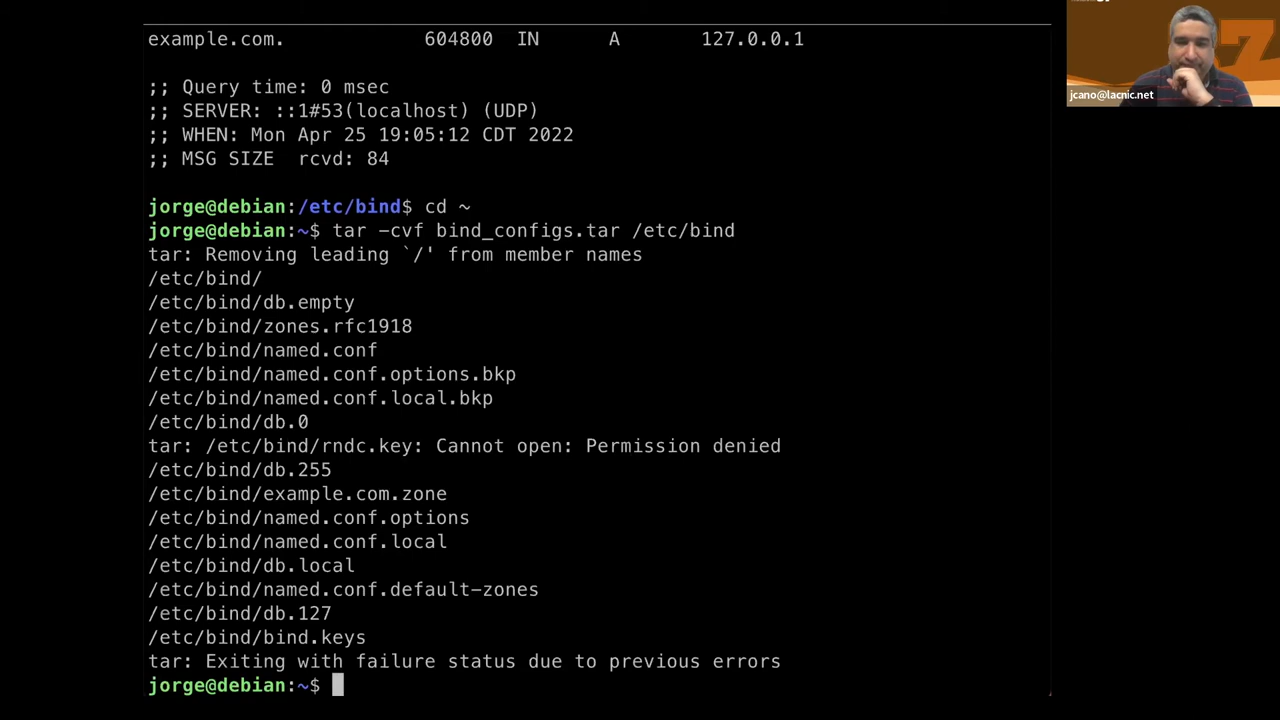 example.com. 604800 IN A 127.0.0.1
;; Query time: 0 msec
;; SERVER: ::1#53(localhost) (UDP)
;; WHEN: Mon Apr 25 19:05:12 CDT 2022
;; MSG SIZE rcvd: 84
jorge@debian:/etc/bind$ cd ~
jorge@debian:~$ tar -cvf bind_configs.tar /etc/bind
tar: Removing leading `/' from member names
/etc/bind/
/etc/bind/db.empty
/etc/bind/zones.rfc1918
/etc/bind/named.conf
/etc/bind/named.conf.options.bkp
/etc/bind/named.conf.local.bkp
/etc/bind/db.0
tar: /etc/bind/rndc.key: Cannot open: Permission denied
/etc/bind/db.255
/etc/bind/example.com.zone
/etc/bind/named.conf.options
/etc/bind/named.conf.local
/etc/bind/db.local
/etc/bind/named.conf.default-zones
/etc/bind/db.127
/etc/bind/bind.keys
tar: Exiting with failure status due to previous errors
jorge@debian:~$
jcano@lacnic.net